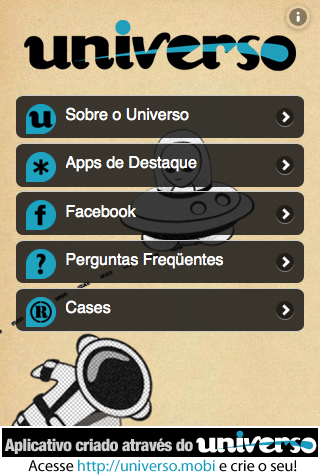 universo
Sobre o Universo
Apps de Destaque
Facebook
Perguntas Freqüentes
Cases
Aplicativo criado através do universo
Acesse http://universo.mobi e crie o seu!